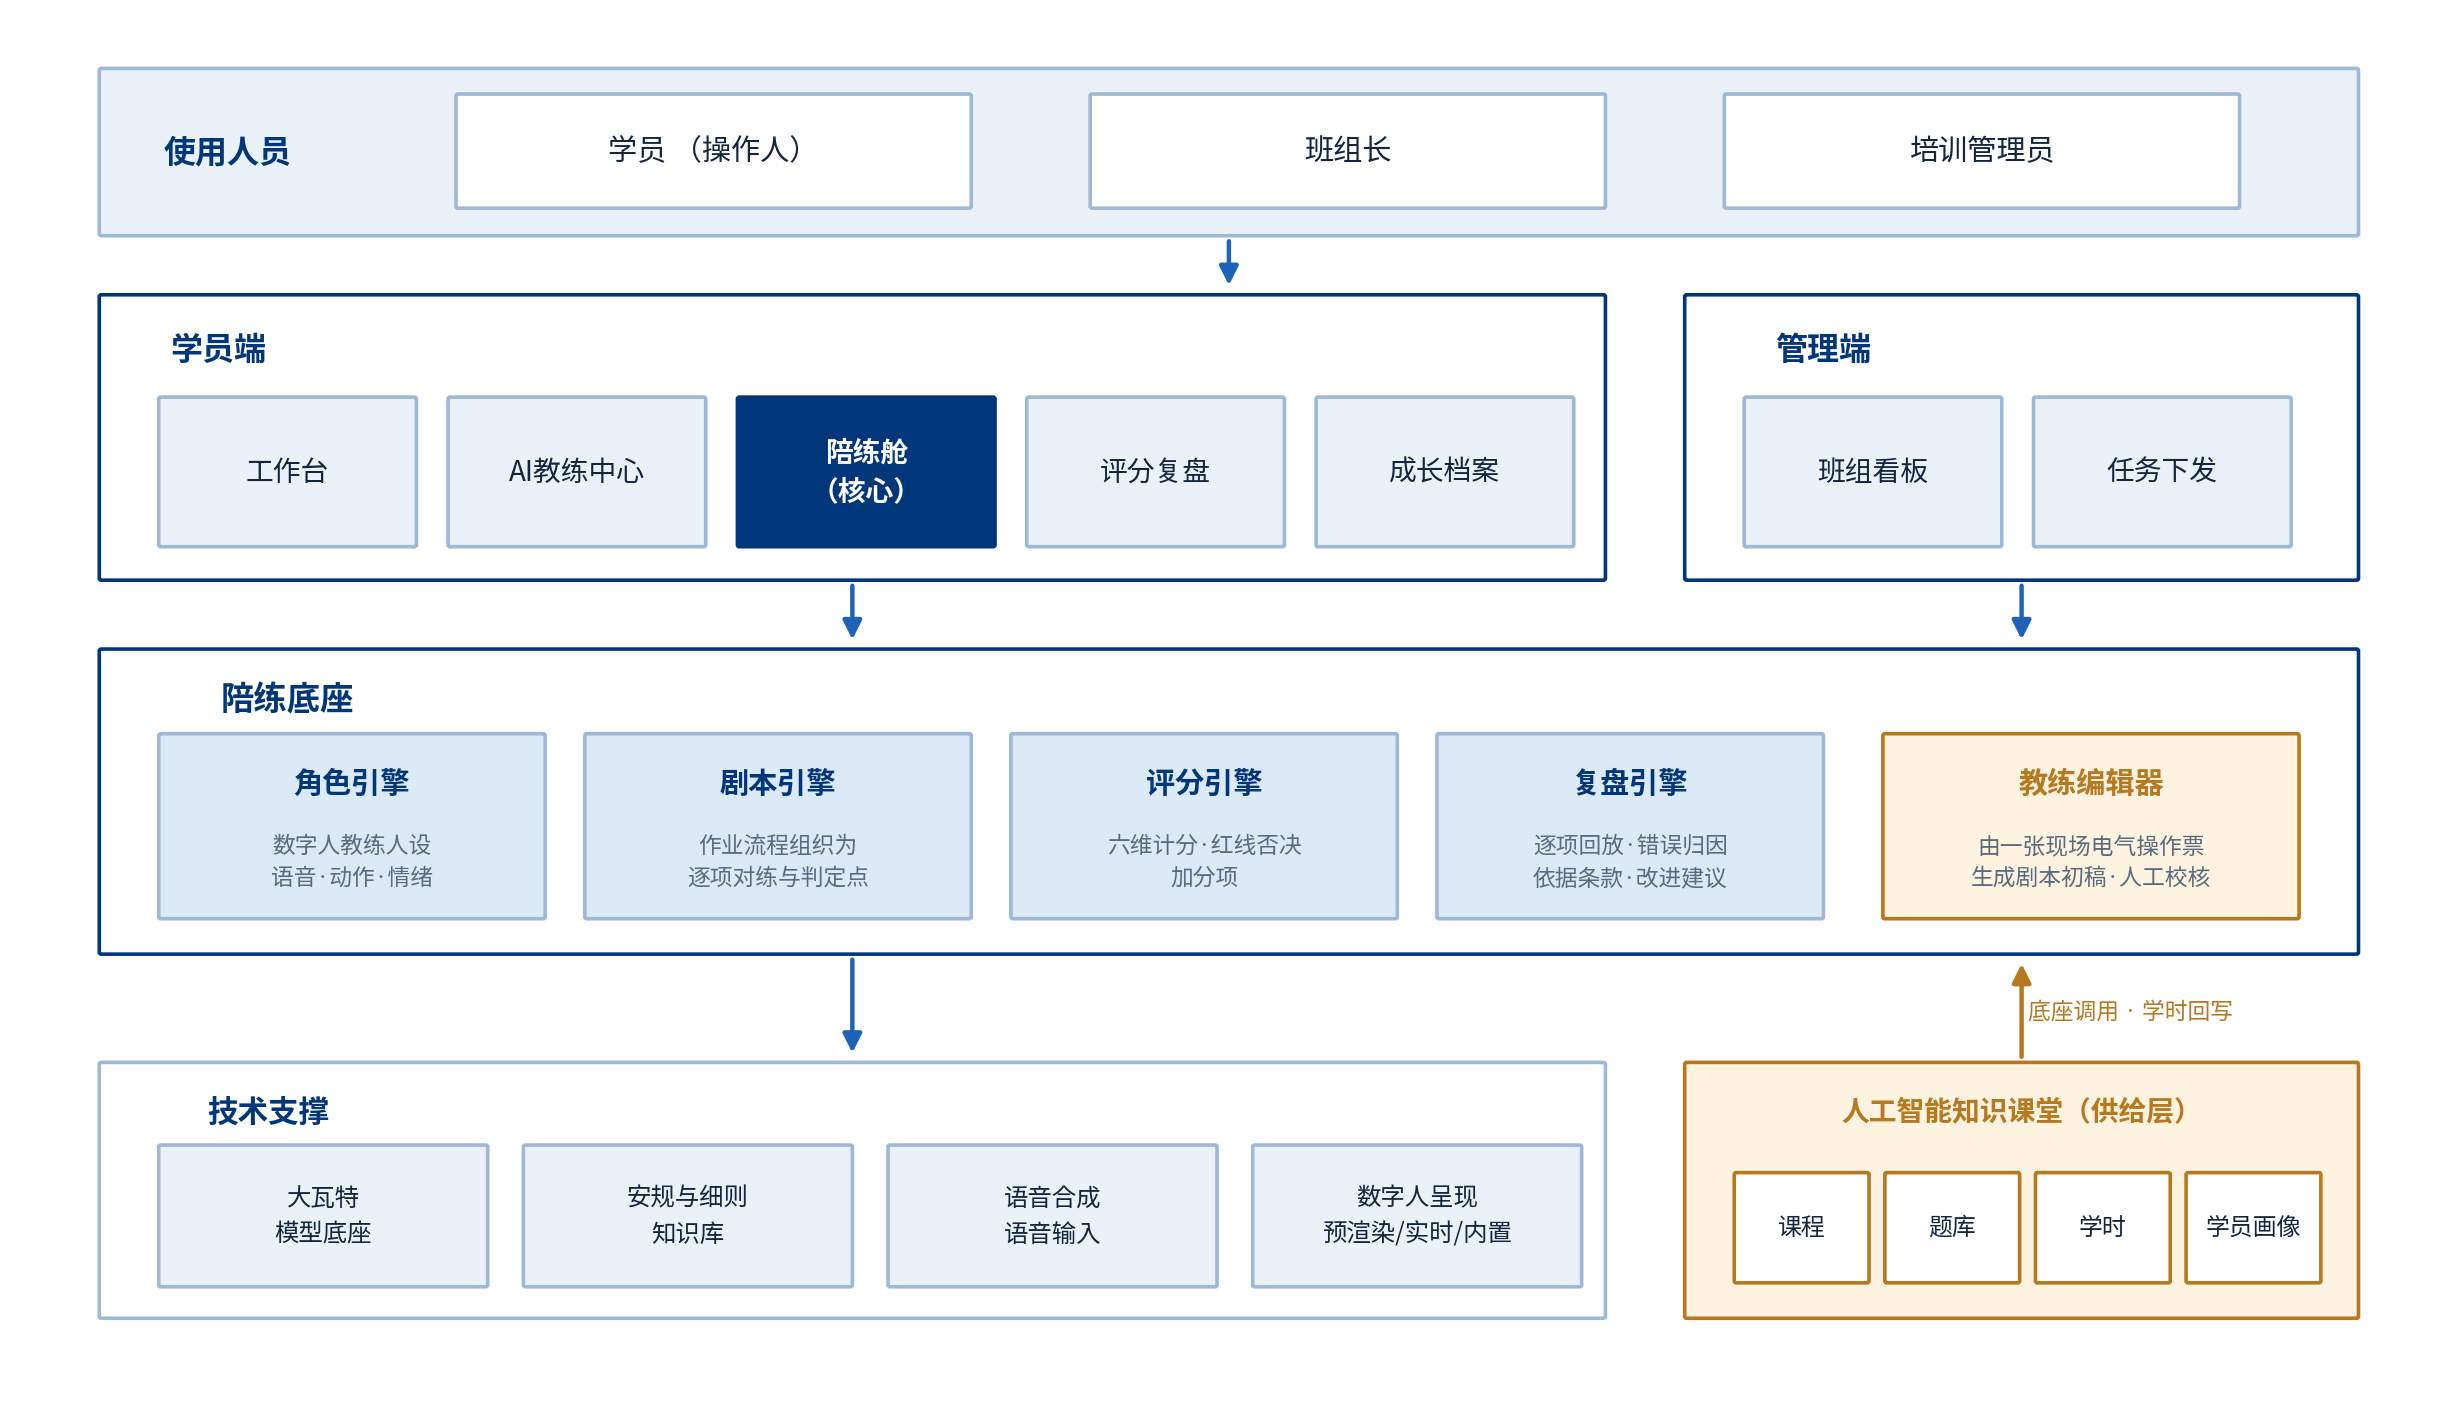 使用人员
学员 （操作人）
班组长
培训管理员
学员端
工作台
AI教练中心
陪练舱
（核心）
评分复盘
成长档案
管理端
班组看板
任务下发
陪练底座
角色引擎
数字人教练人设
语音·动作·情绪
剧本引擎
作业流程组织为
逐项对练与判定点
评分引擎
六维计分·红线否决
加分项
复盘引擎
逐项回放·错误归因
依据条款·改进建议
教练编辑器
由一张现场电气操作票
生成剧本初稿·人工校核
底座调用 · 学时回写
技术支撑
大瓦特
模型底座
安规与细则
知识库
语音合成
语音输入
数字人呈现
预渲染/实时/内置
人工智能知识课堂（供给层）
课程
题库
学时
学员画像